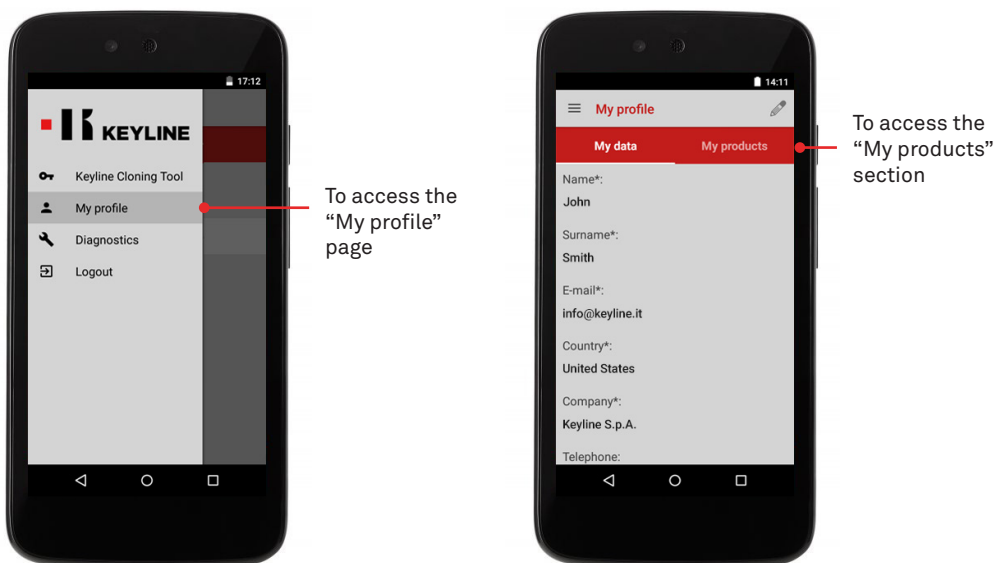 17:12
KEYLINE
Keyline Cloning Tool
My profile
Diagnostics
Logout
To access the
“My profile”
page
14:11
My profile
My data
My products
Name*:
John
Surname*:
Smith
E-mail*:
info@keyline.it
Country*:
United States
Company*:
Keyline S.p.A.
Telephone:
To access the
“My products”
section